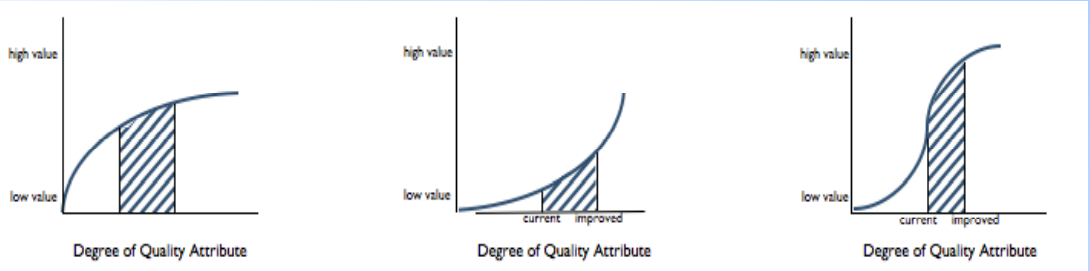 high value
low value
Degree of Quality Attribute
high value
low value
current improved
Degree of Quality Attribute
high value
low value
current improved
Degree of Quality Attribute